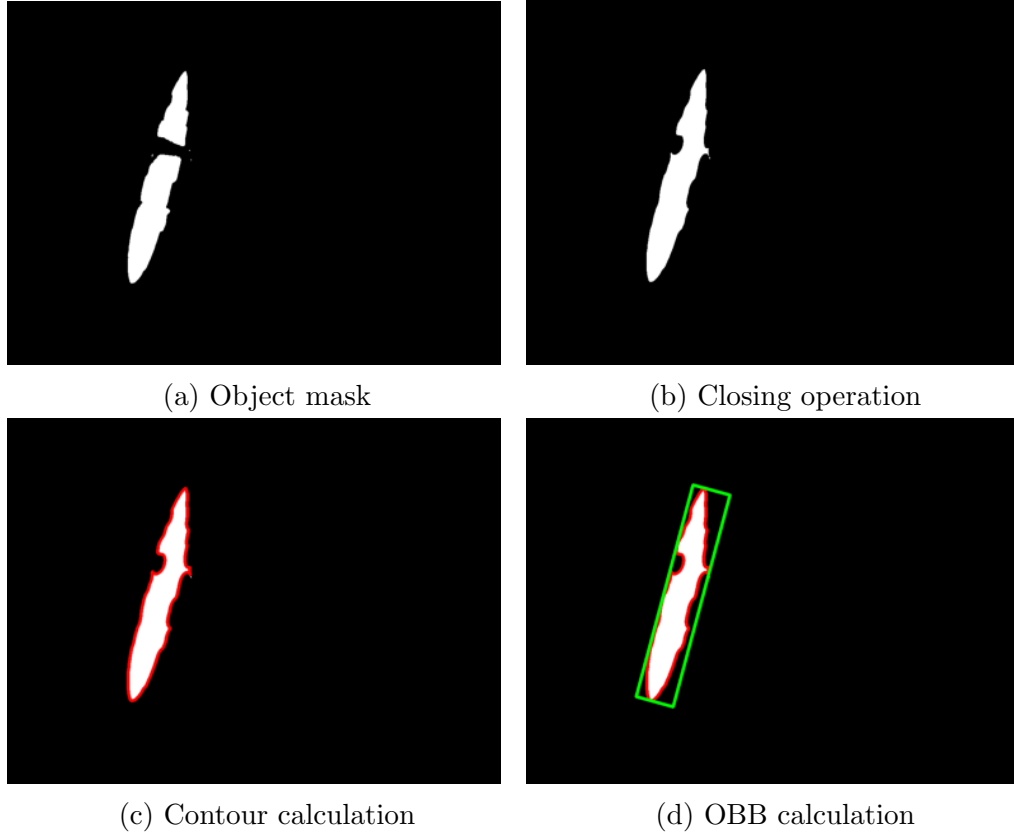 (a) Object mask
(b) Closing operation
(c) Contour calculation
(d) OBB calculation